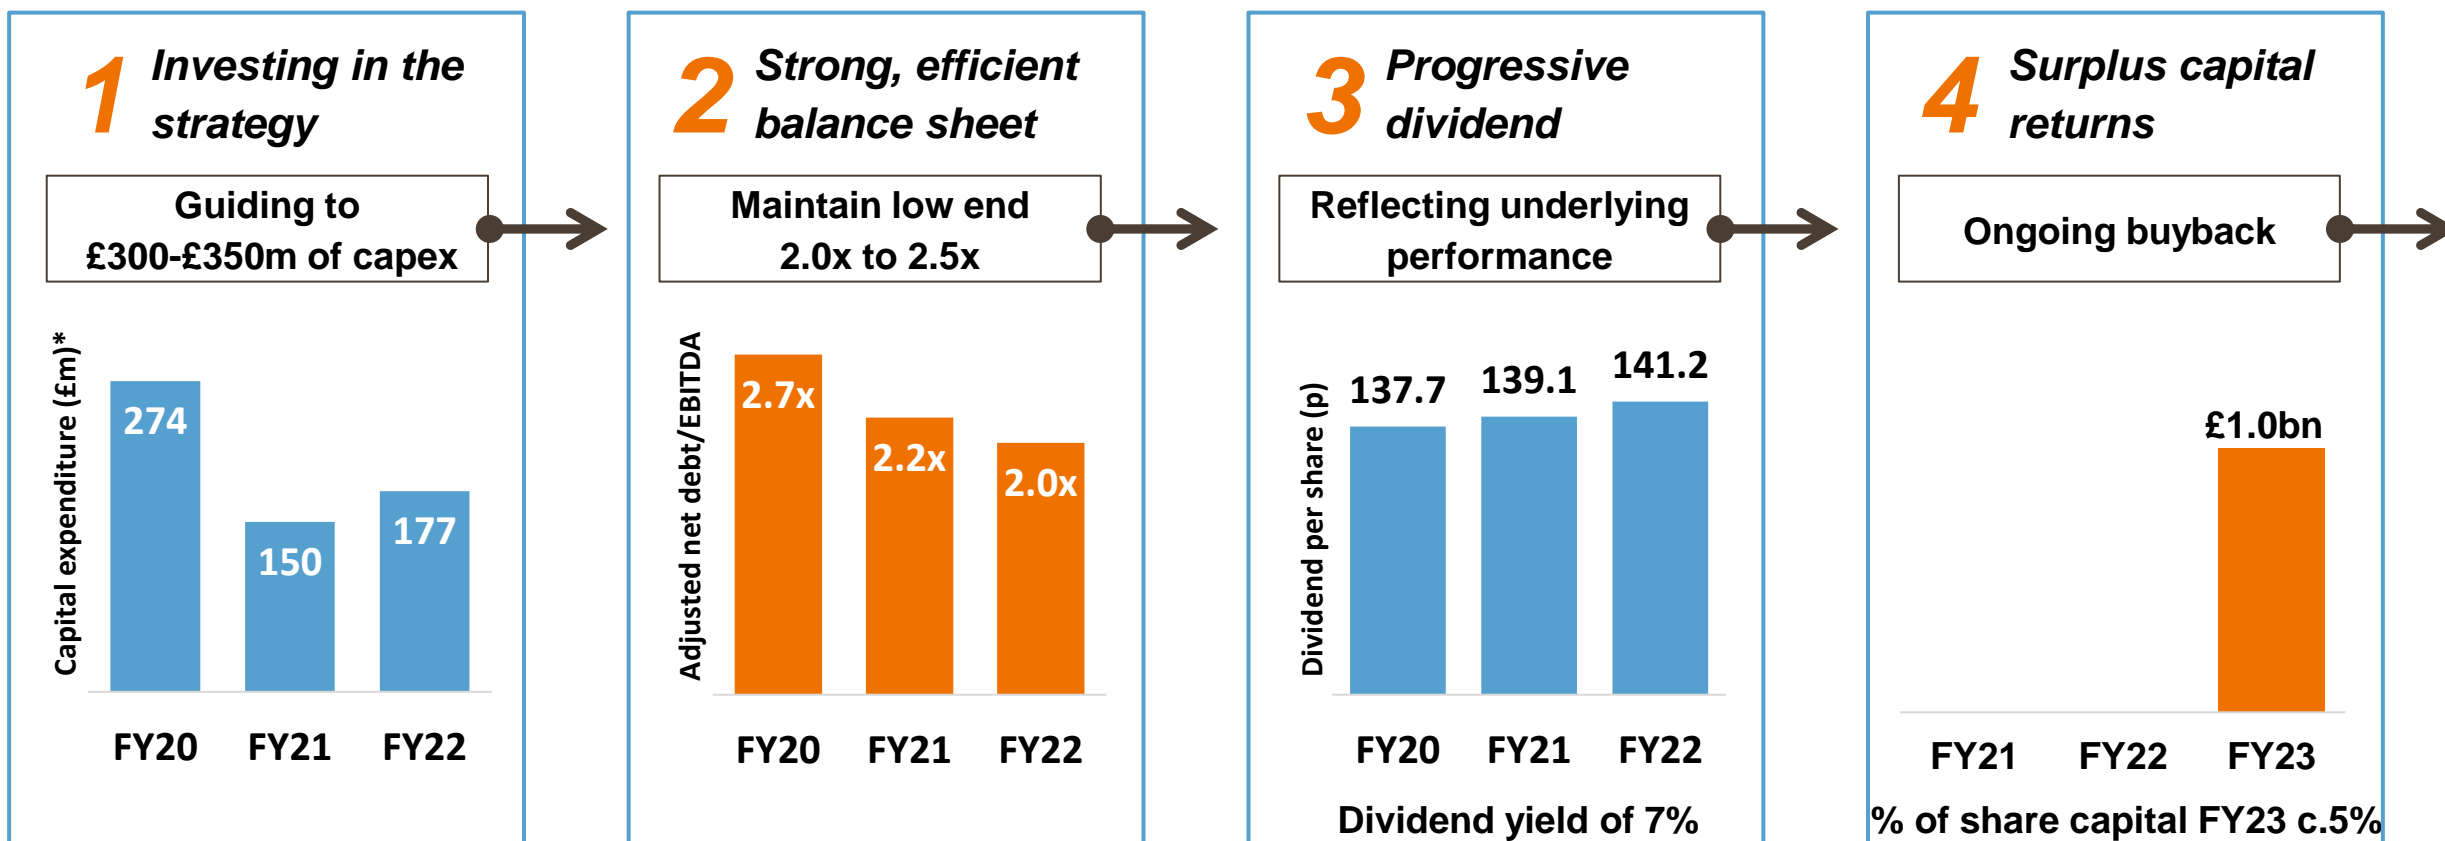 1 Investing in the
strategy
Guiding to
£300-£350m of capex
Capital expenditure (£m)*
274
150
177
FY20 FY21 FY22
2 Strong, efficient
balance sheet
Maintain low end
2.0x to 2.5x
Adjusted net debt/EBITDA
2.7x
2.2x
2.0x
FY20 FY21 FY22
3 Progressive
dividend
Reflecting underlying
performance
Dividend per share (p)
137.7 139.1 141.2
FY20 FY21 FY22
Dividend yield of 7%
4 Surplus capital
returns
Ongoing buyback
£1.0bn
FY21 FY22 FY23
% of share capital FY23 c.5%